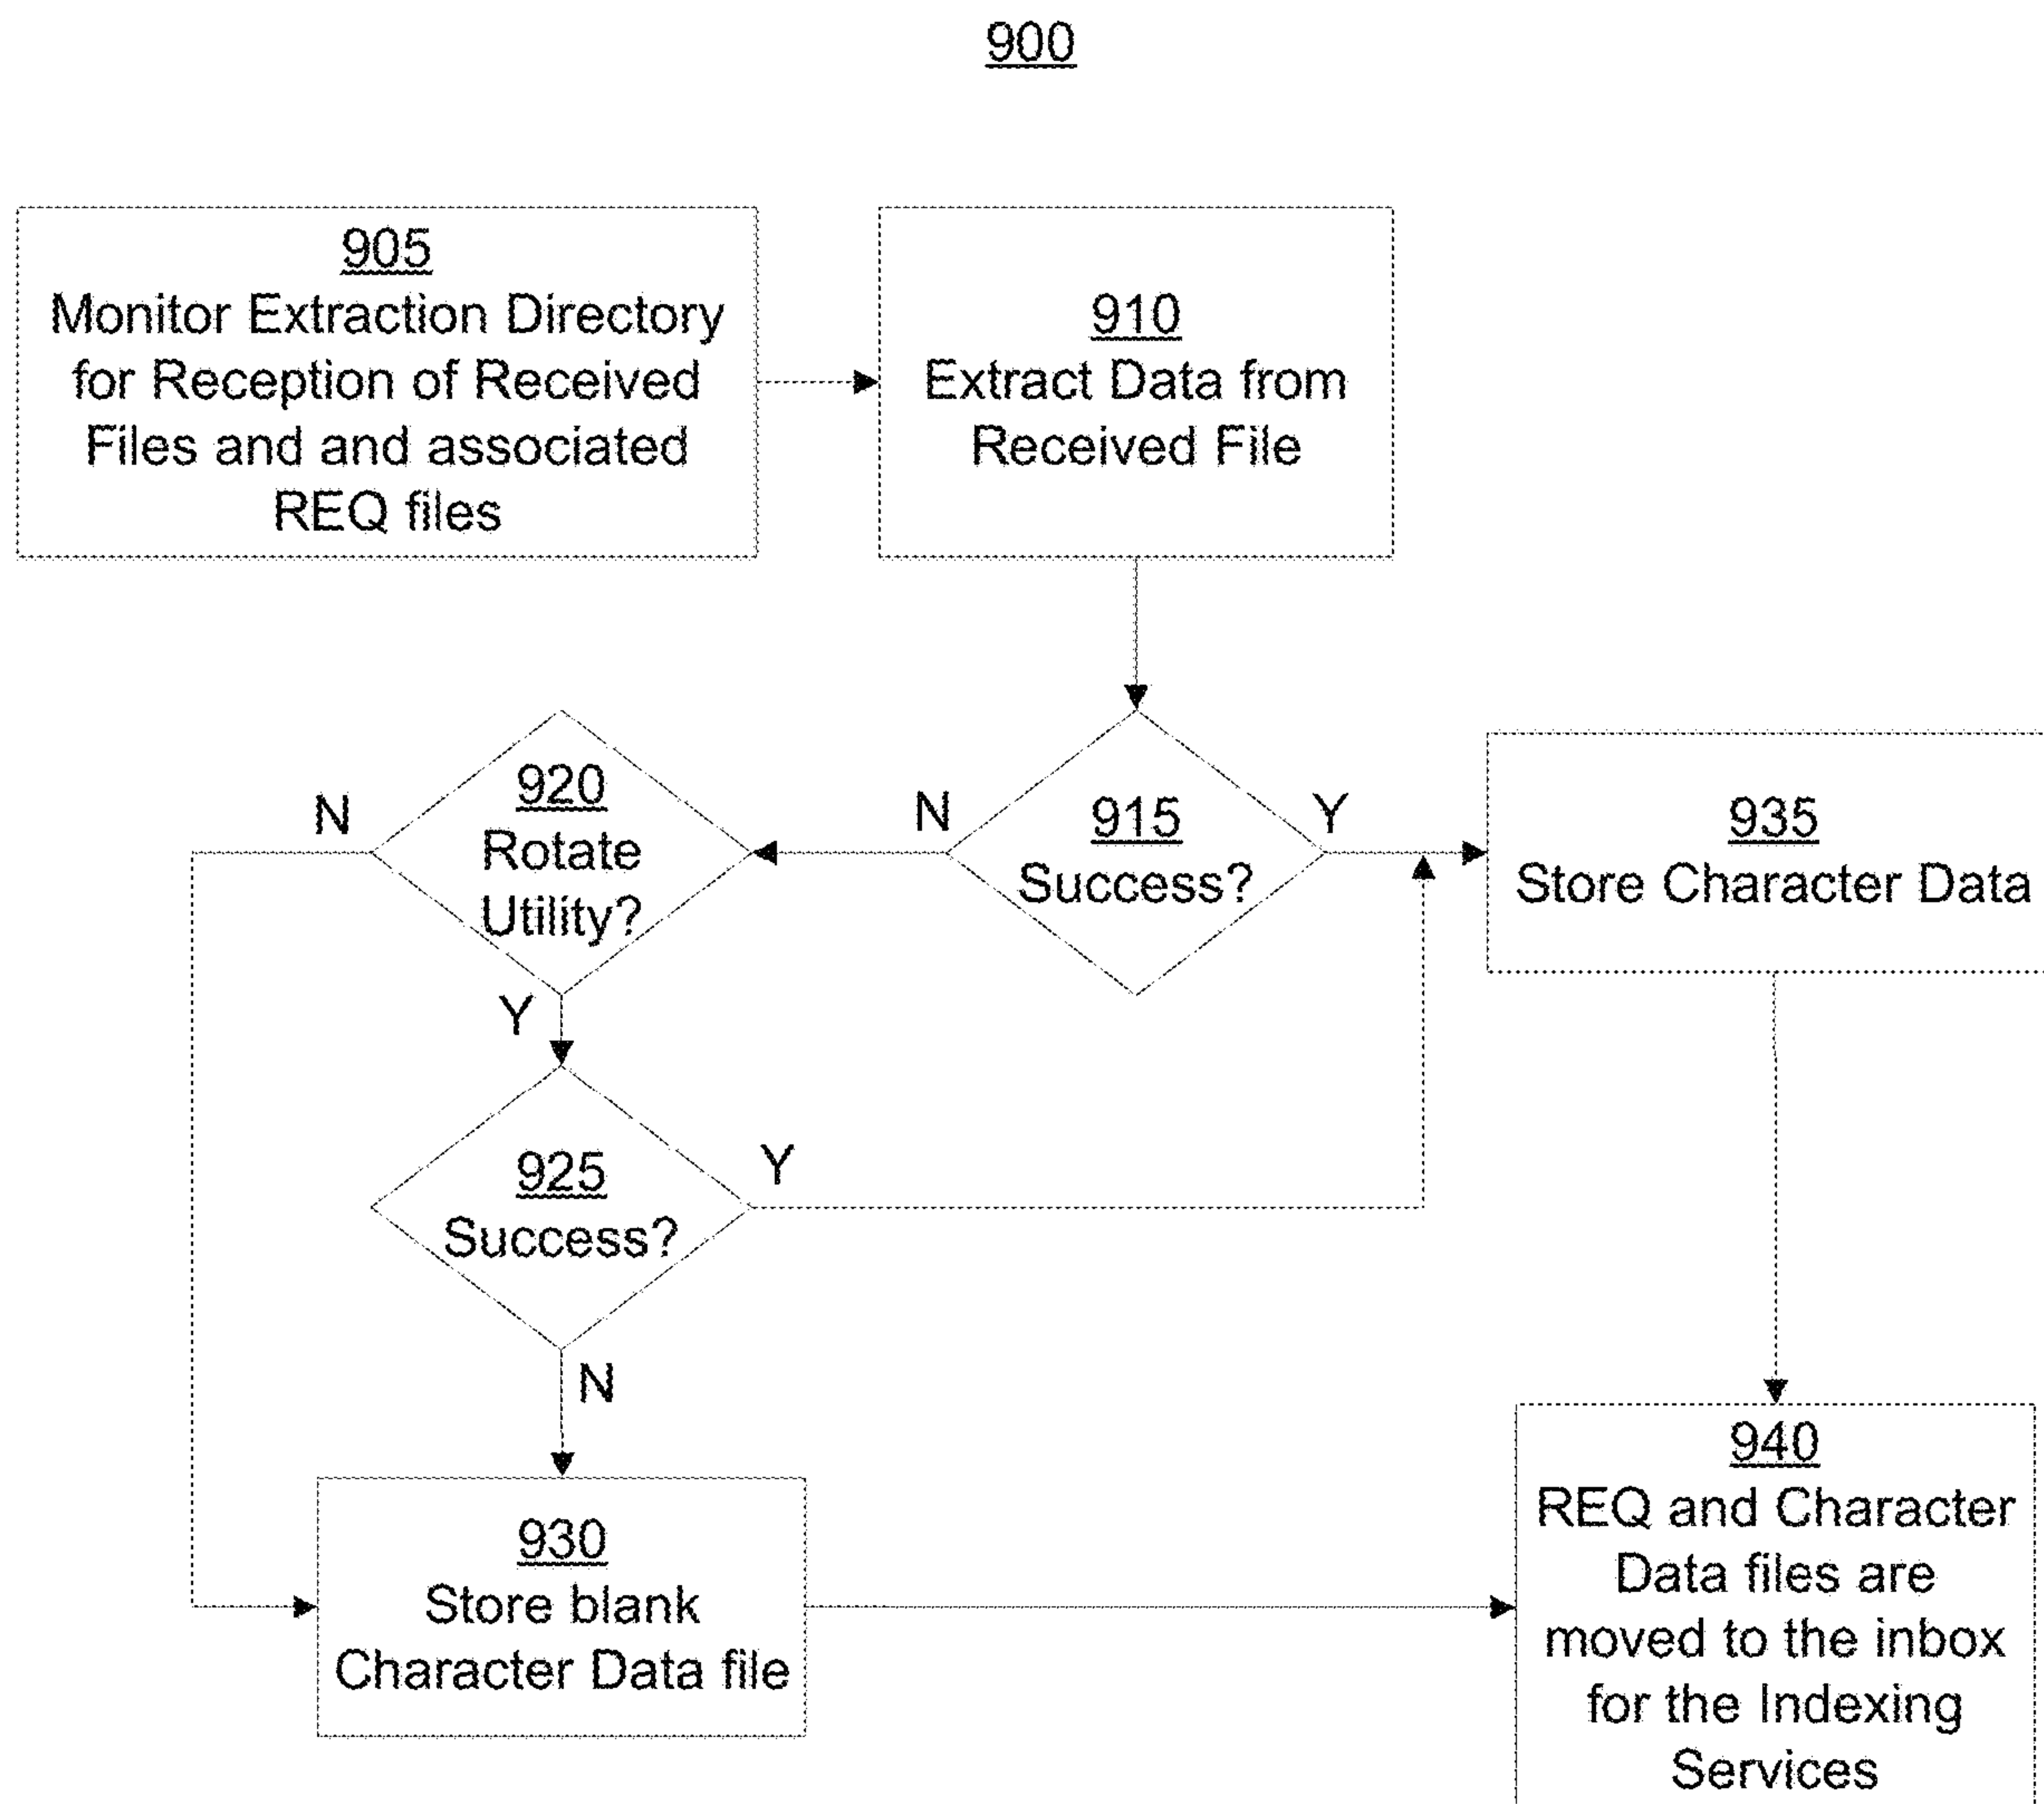 900
905
Monitor Extraction Directory
for Reception of Received
Files and and associated
REQ files
910
Extract Data from
Received File
920
Rotate
Utility?
N
915
Success?
N
Y
935
Store Character Data
Y
925
Success?
Y
N
930
Store blank
Character Data file
940
REQ and Character
Data files are
moved to the inbox
for the Indexing
Services